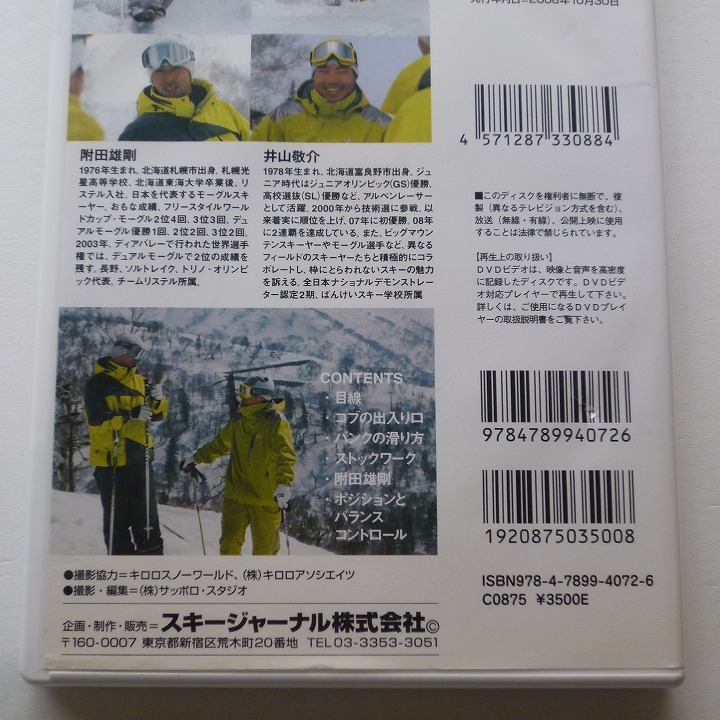 発行年月日=2008年10月30日
4 571287 330884
附田雄剛
1976年生まれ、北海道札幌市出身。札幌光
星高等学校、北海道東海大学卒業後、リ
ステル入社。日本を代表するモーグルスキ
ーヤー。おもな成績、フリースタイルワール
ドカップ・モーグル2位4回、3位3回、デュ
アルモーグル優勝1回、2位2回、3位2回。
2003年、ディアバレーで行われた世界選手
権では、デュアルモーグルで2位の成績を
残す。長野、ソルトレイク、トリノ・オリンピ
ック代表。チームリステル所属。
井山敬介
1978年生まれ、北海道富良野市出身。ジュ
ニア時代はジュニアオリンピック(GS)優勝、
高校選抜(SL)優勝など、アルペンレーサ
ーとして活躍。2000年から技術選に参戦。以
来着実に順位を上げ、07年に初優勝。08年
に2連覇を達成している。また、ビッグマウ
ンテンスキーヤーやモーグル選手など、異なる
フィールドのスキーヤーたちと積極的にコラ
ボレートし、枠にとらわれないスキーの魅力
を訴える。全日本ナショナルデモンストレー
ター認定2期、ばんけいスキー学校所属
■このディスクを権利者に無断で、複
製（異なるテレビジョン方式を含む）、
放送（無線・有線）、公開上映に使用
することは法律で禁じられています。
【再生上の取り扱い】
ＤＶＤビデオは、映像と音声を高密度
に記録したディスクです。ＤＶＤビデ
オ対応プレイヤーで再生して下さい。
詳しくは、ご使用になるＤＶＤプレイ
ヤーの取扱説明書をご覧下さい。
CONTENTS
・目線
・コブの出入り口
・バンクの滑り方
・ストックワーク
・附田雄剛
・ポジションと
バランス
コントロール
9784789940726
1920875035008
ISBN978-4-7899-4072-6
C0875 ¥3500E
●撮影協力＝キロロスノーワールド、（株）キロロアソシエイツ
●撮影・編集＝（株）サッポロ・スタジオ
企画・制作・販売＝スキージャーナル株式会社©
〒160-0007 東京都新宿区荒木町20番地 TEL03-3353-3051